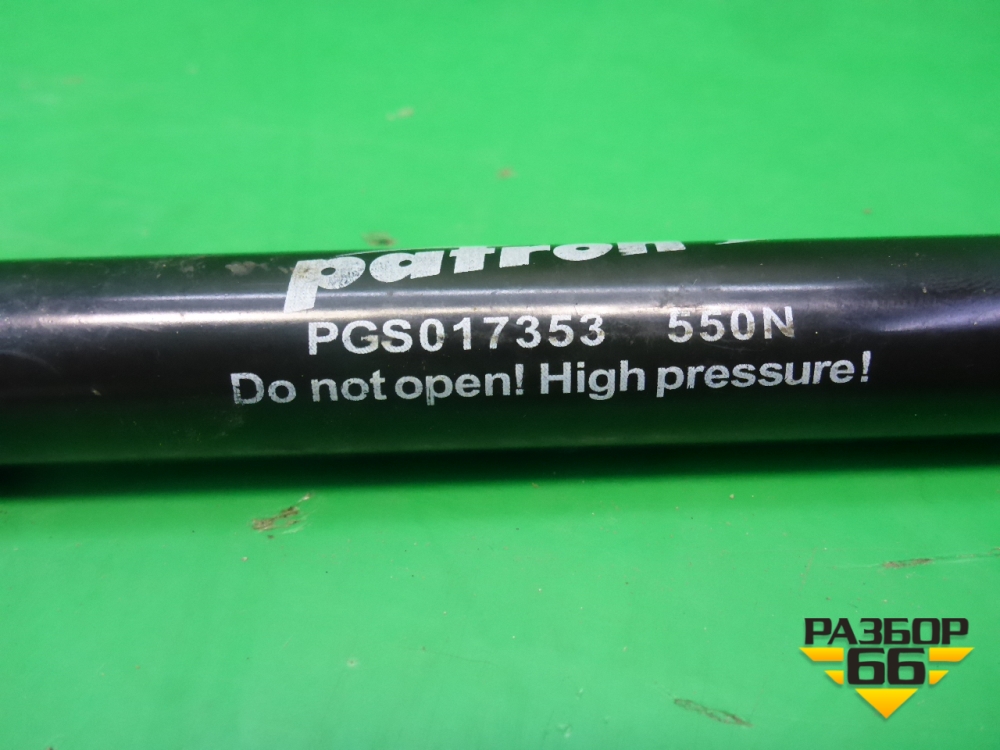 patron
PGS017353 550N
Do not open! High pressure!
РАЗБОР
66